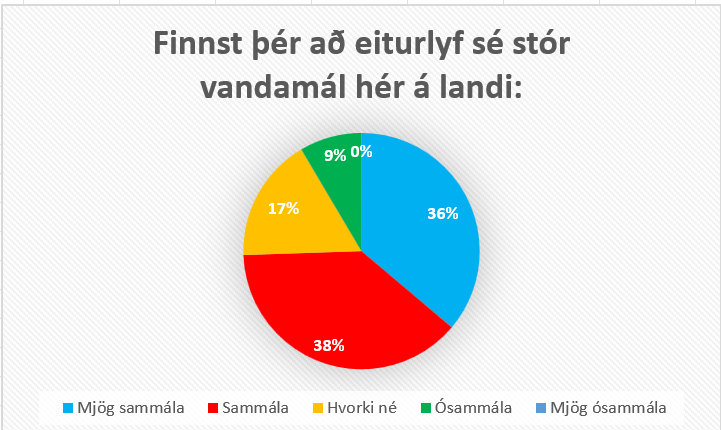 Finnst þér að eiturlyf sé stór
vandamál hér á landi:
9% 0%
36%
17%
38%
Mjög sammála Sammála Hvorki né Ósammála Mjög ósammála